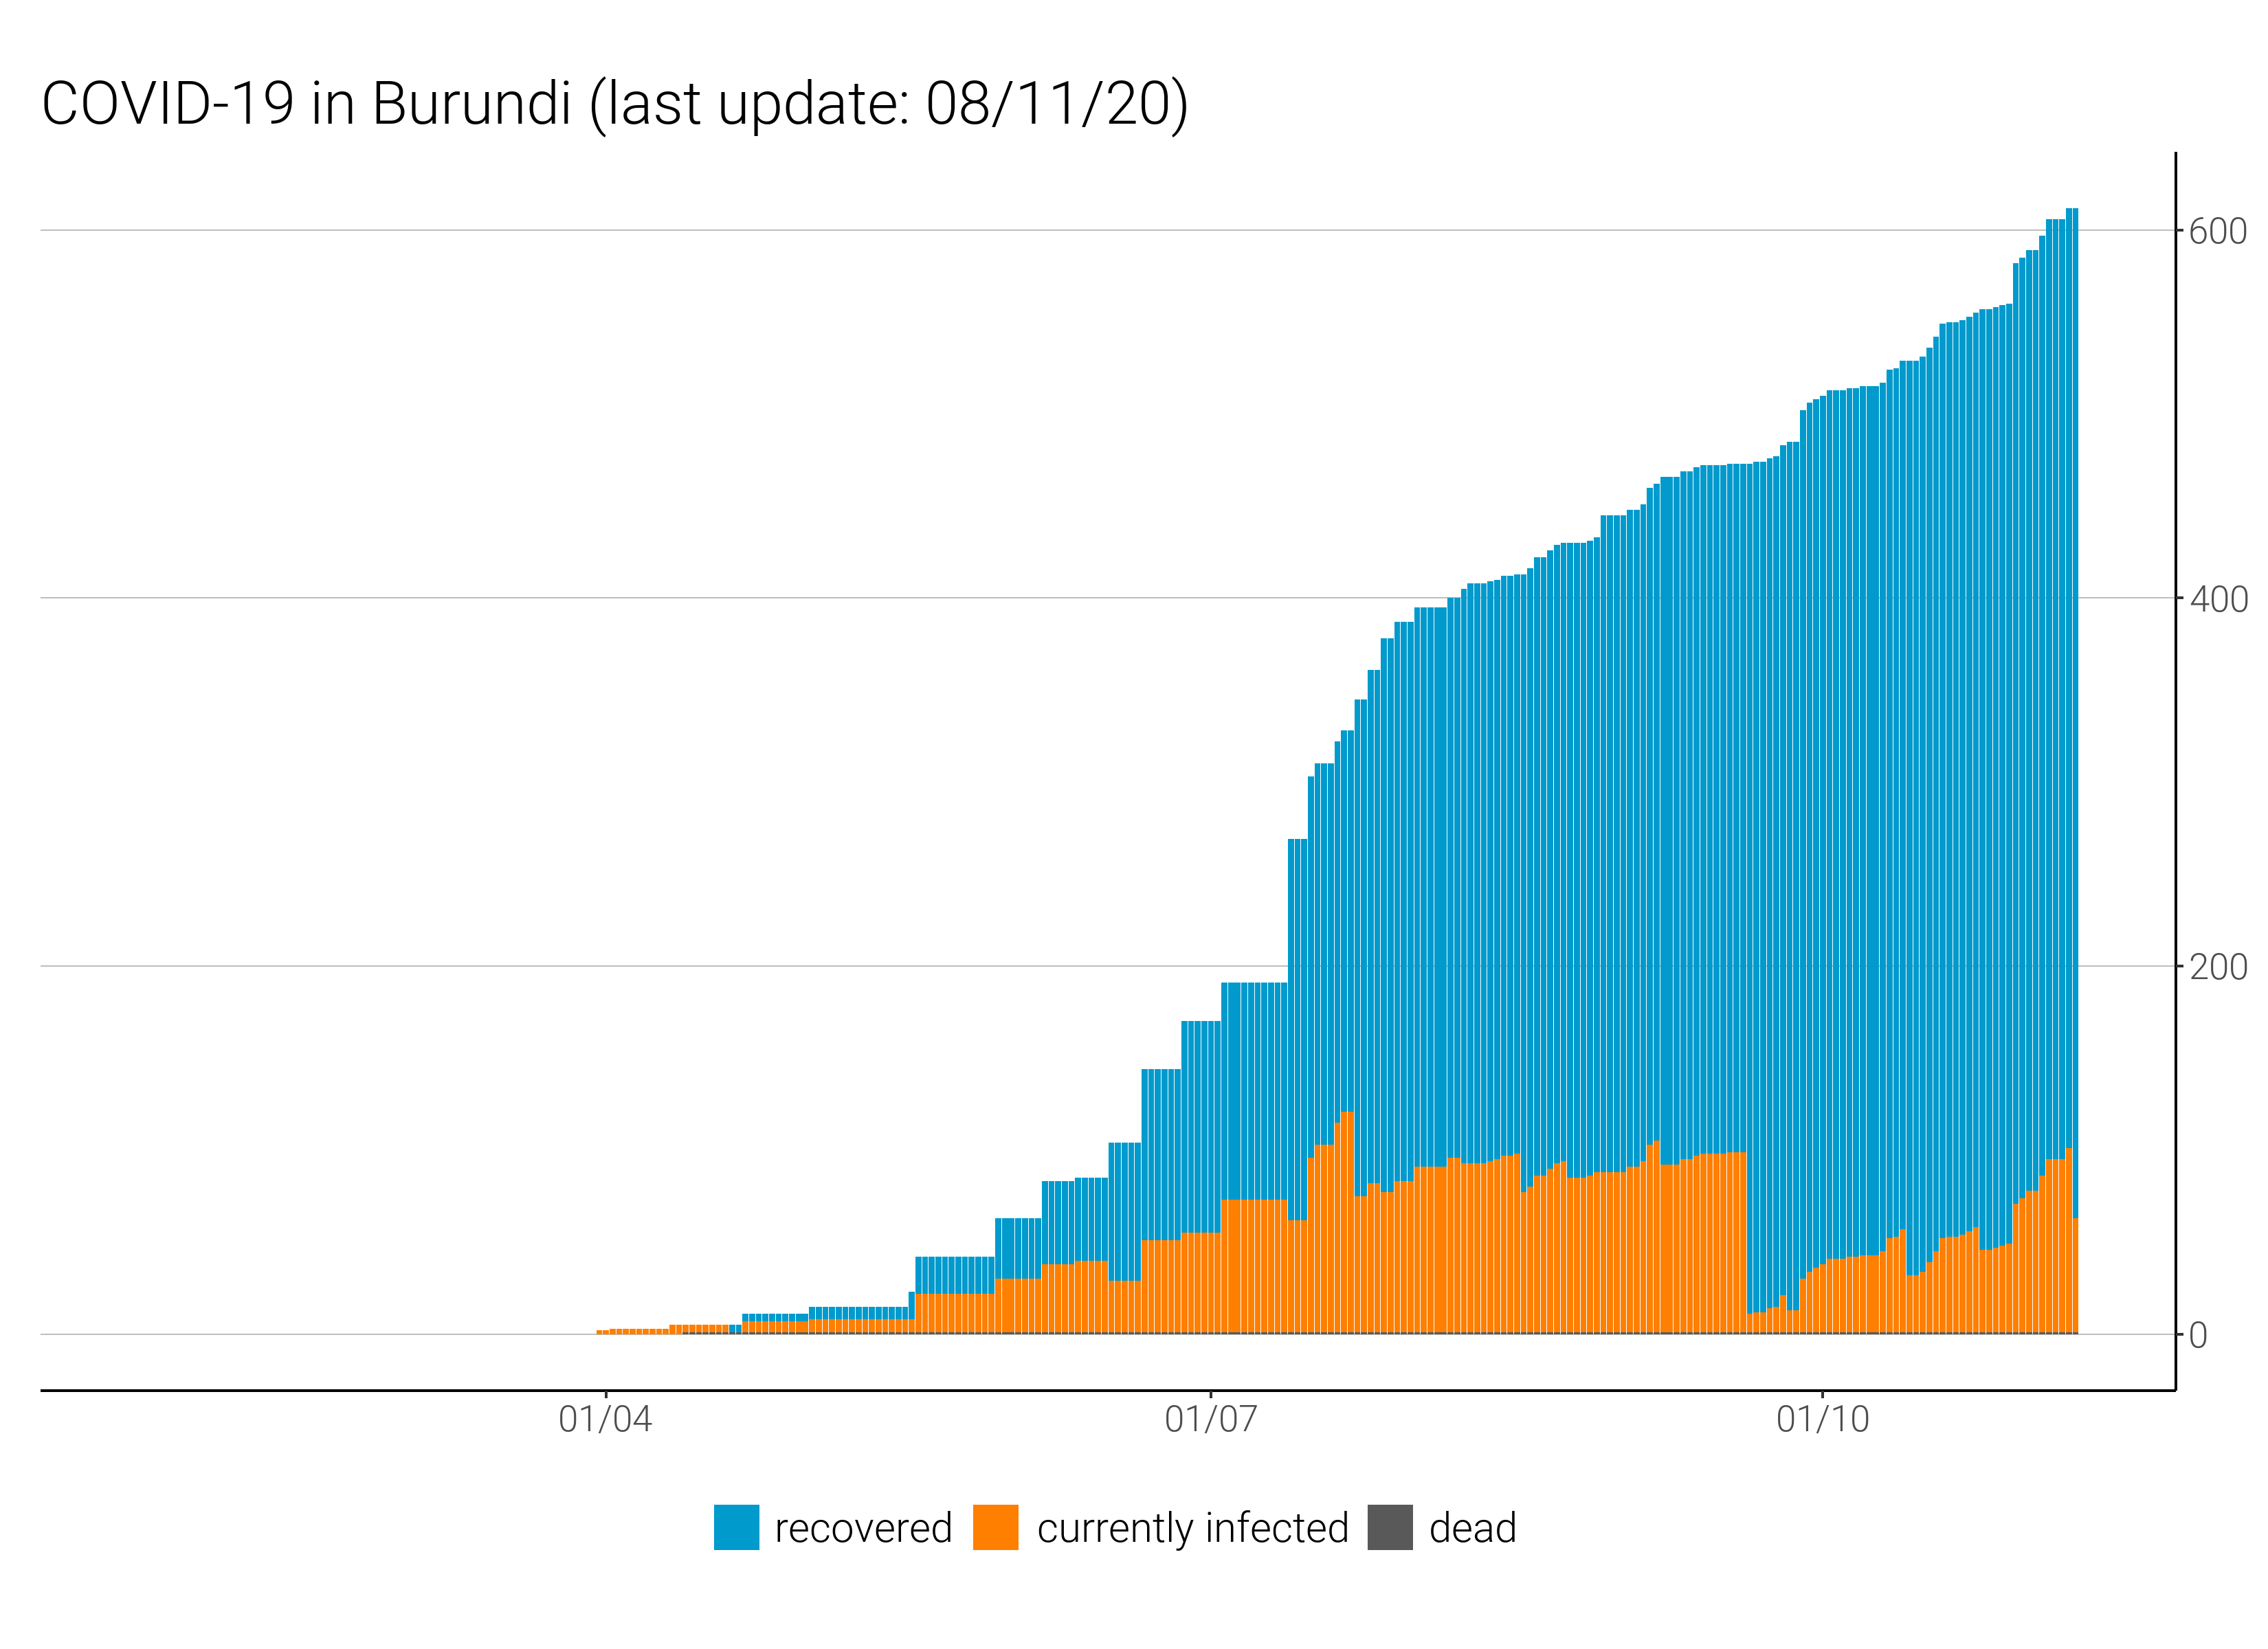 COVID-19 in Burundi (last update: 08/11/20)
600
400
200
0
01/04 01/07 01/10
recovered currently infected dead